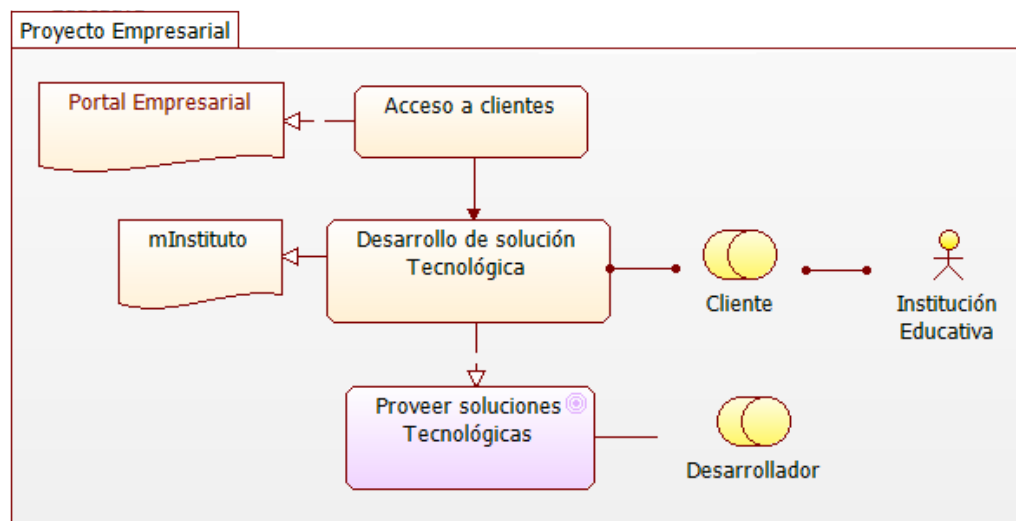 Proyecto Empresarial
Portal Empresarial
Acceso a clientes
mInstituto
Desarrollo de solución
Tecnológica
Cliente
Institución
Educativa
Proveer soluciones
Tecnológicas
Desarrollador